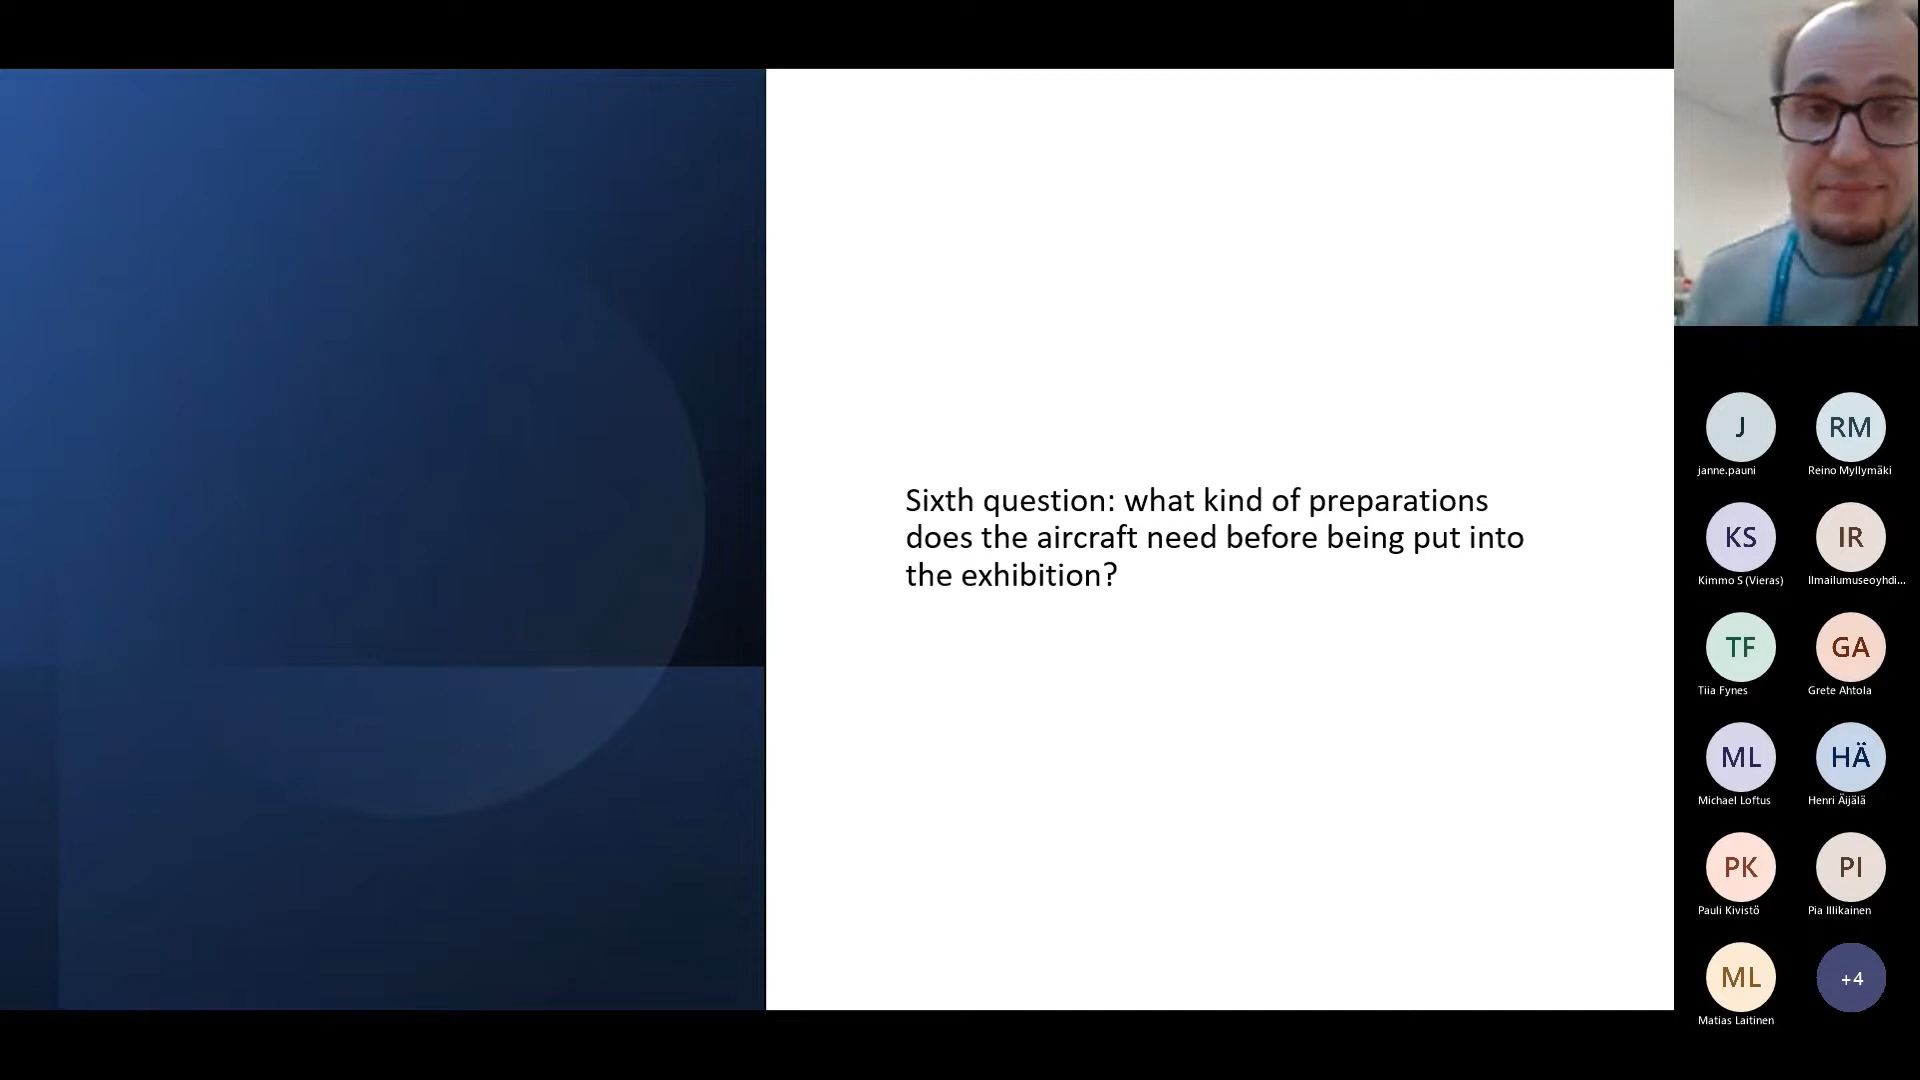 Sixth question: what kind of preparations
does the aircraft need before being put into
the exhibition?
J
janne.pauni
RM
Reino Myllymäki
KS
Kimmo S (Vieras)
IR
Ilmailumuseoyhdi...
TF
Tiia Fynes
GA
Grete Ahtola
ML
Michael Loftus
HÄ
Henri Äijälä
PK
Pauli Kivistö
PI
Pia Illikainen
ML
Matias Laitinen
+4